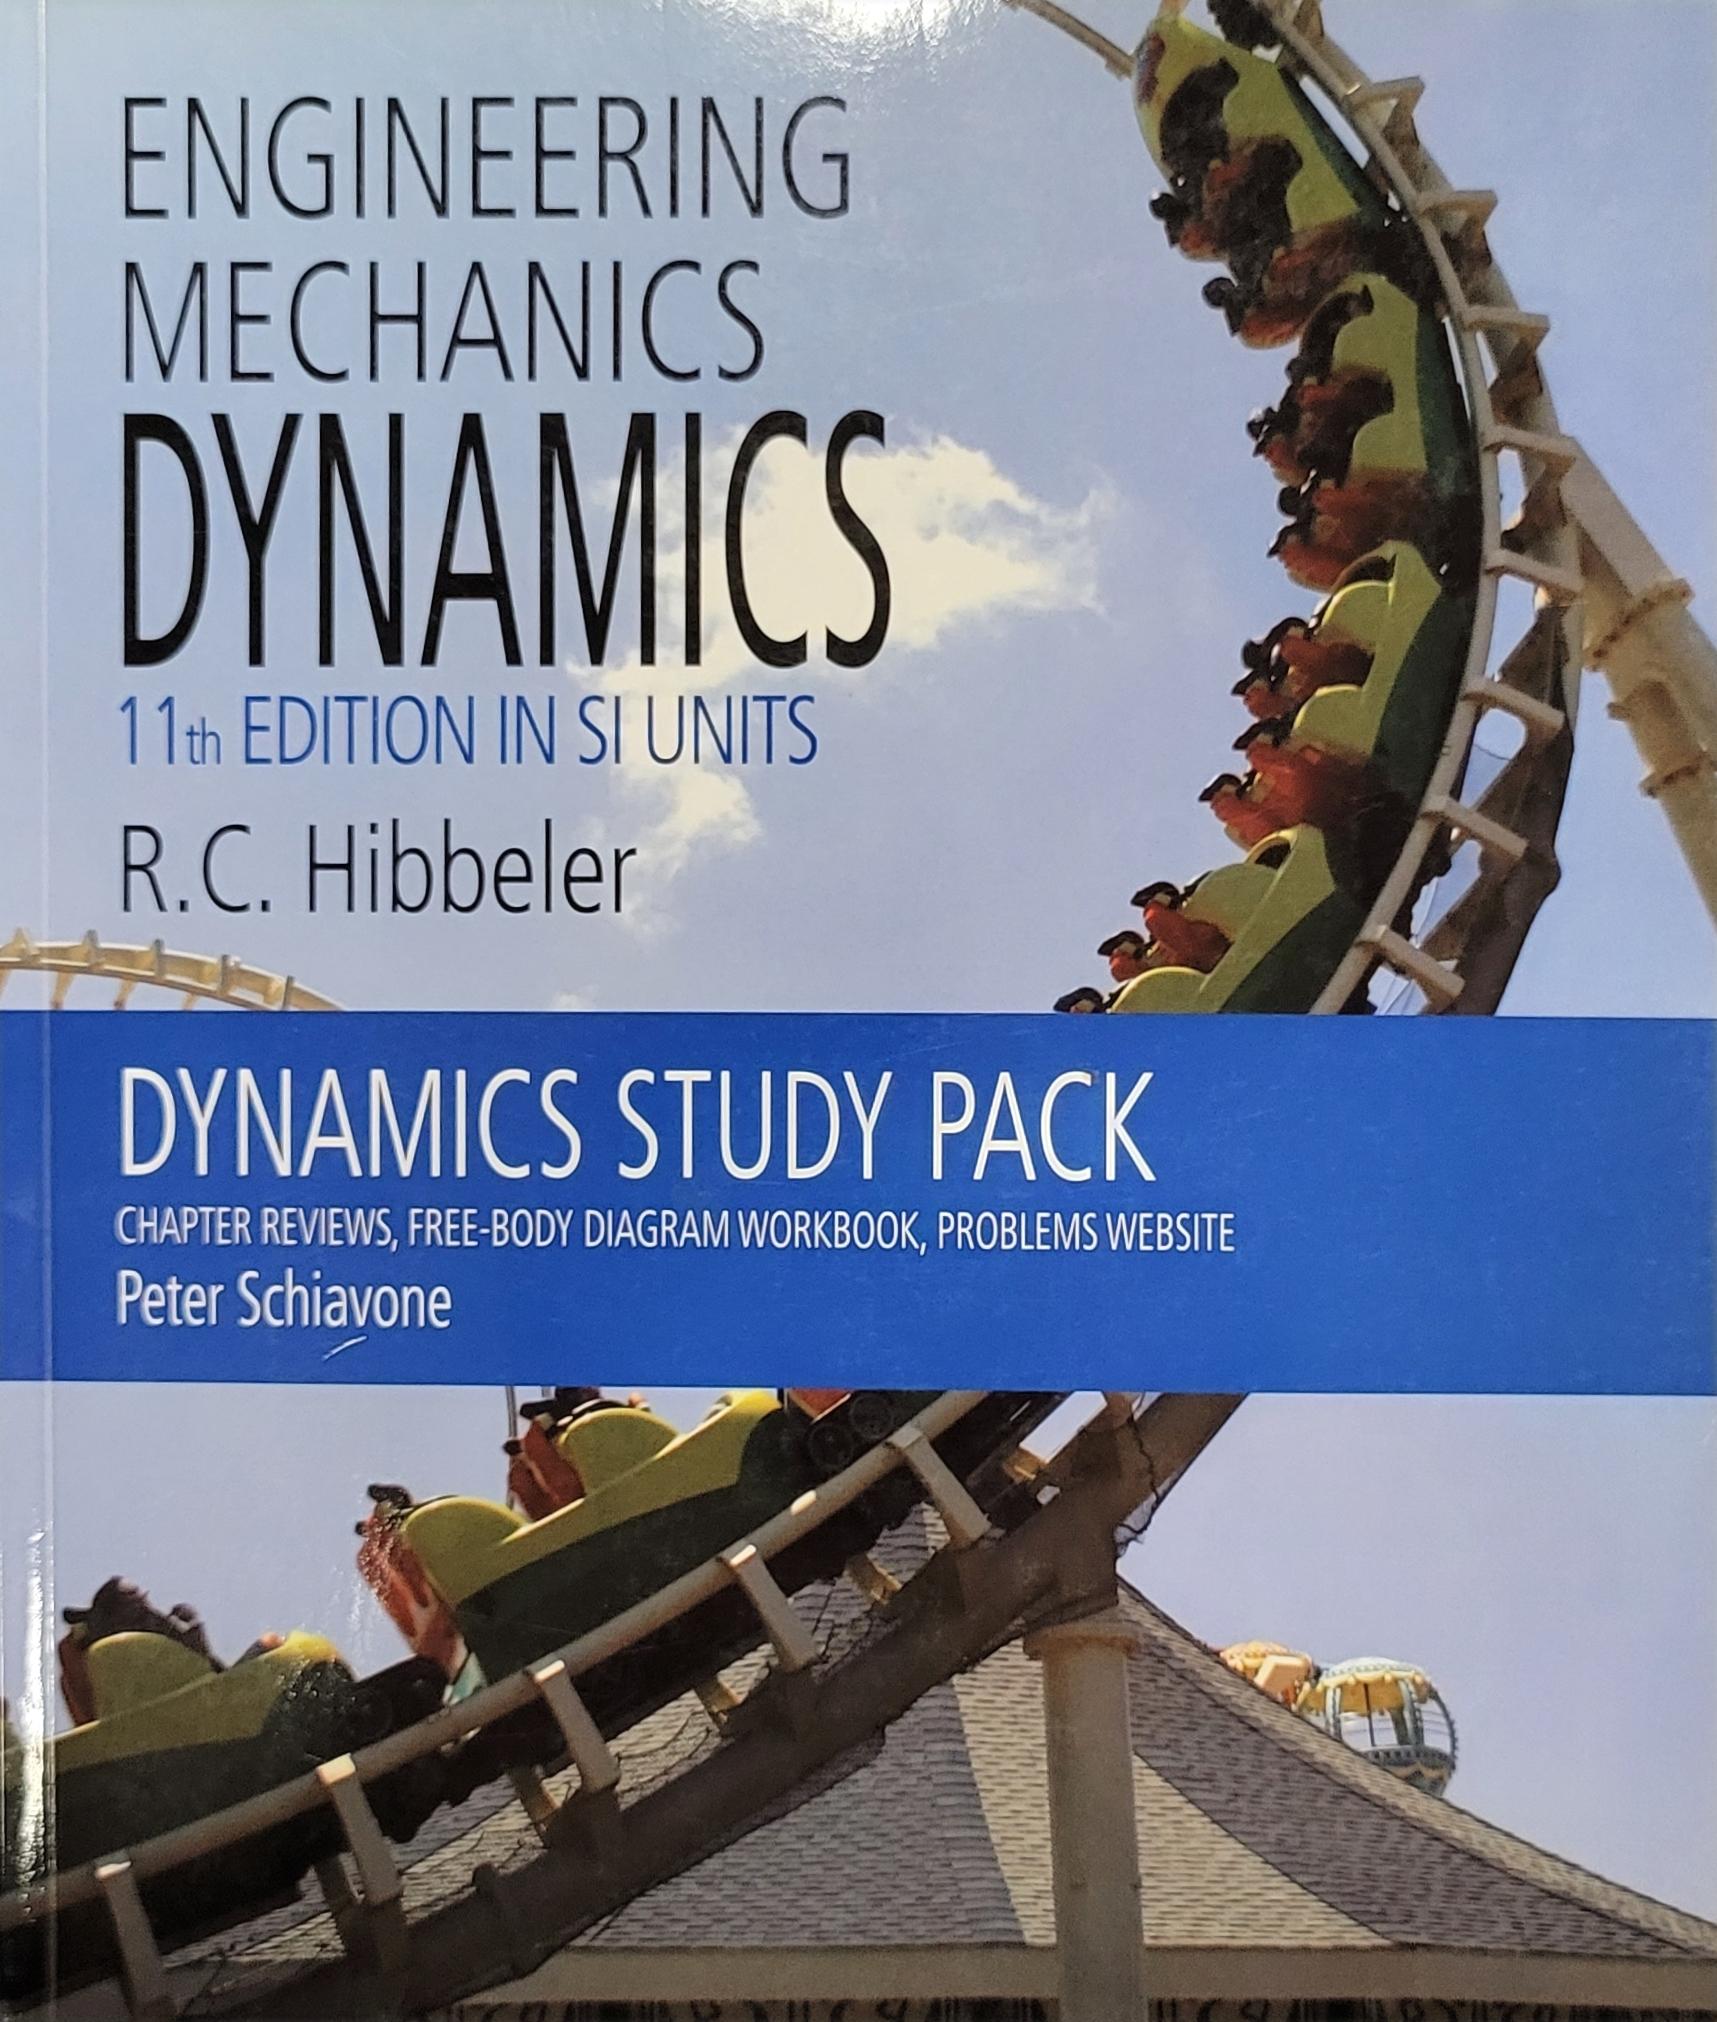 ENGINEERING
MECHANICS
DYNAMICS
11th EDITION IN SI UNITS
R.C. Hibbeler
DYNAMICS STUDY PACK
CHAPTER REVIEWS, FREE-BODY DIAGRAM WORKBOOK, PROBLEMS WEBSITE
Peter Schiavone